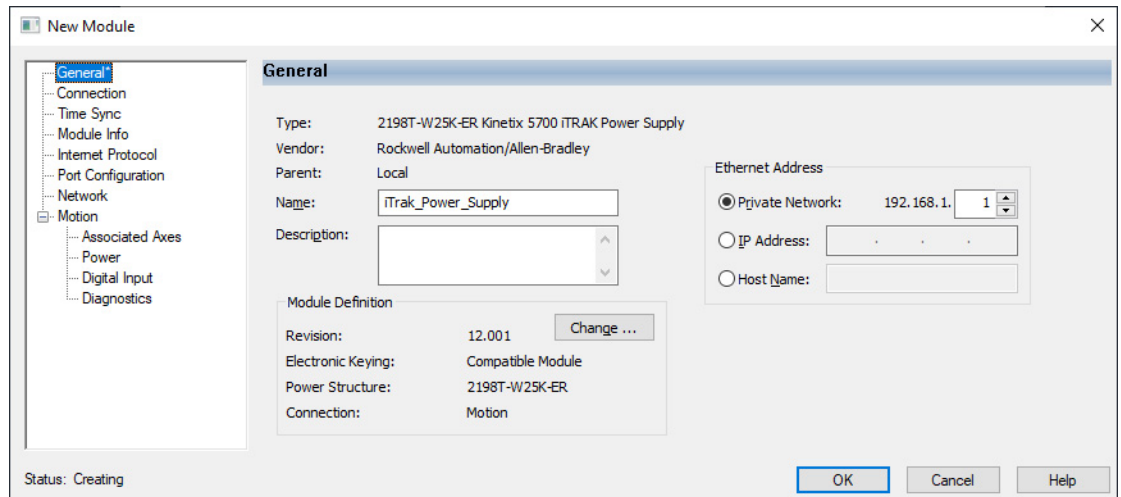 New Module
General*
Connection
Time Sync
Module Info
Internet Protocol
Port Configuration
Network
Motion
Associated Axes
Power
Digital Input
Diagnostics
General
Type: 2198T-W25K-ER Kinetix 5700 iTRAK Power Supply
Vendor: Rockwell Automation/Allen-Bradley
Parent: Local
Name: iTrak_Power_Supply
Description:
Module Definition
Revision: 12.001 Change ...
Electronic Keying: Compatible Module
Power Structure: 2198T-W25K-ER
Connection: Motion
Ethernet Address
Private Network: 192.168.1. 1
IP Address: . . .
Host Name:
Status: Creating
OK Cancel Help